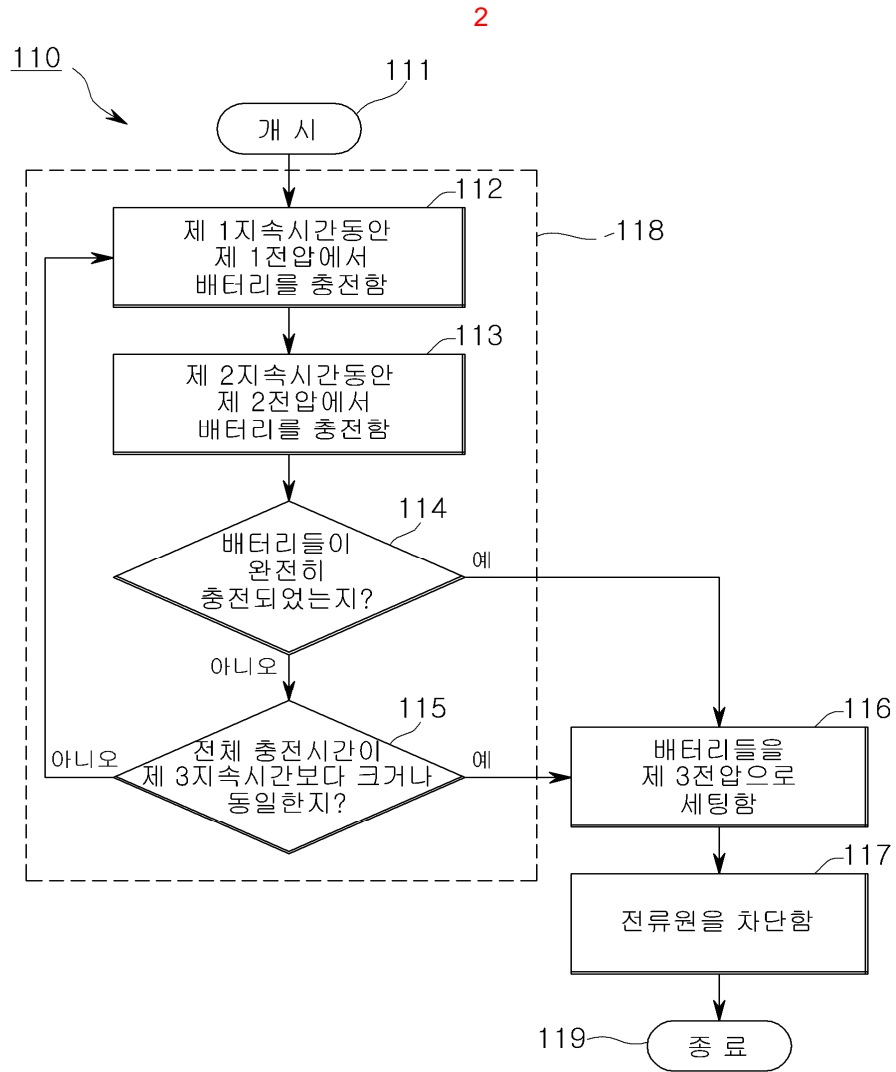 2
110
111
개 시
112
제 1지속시간동안
제 1전압에서
배터리를 충전함
118
113
제 2지속시간동안
제 2전압에서
배터리를 충전함
114
배터리들이
완전히
충전되었는지?
예
아니오
115
전체 충전시간이
제 3지속시간보다 크거나
동일한지?
아니오
예
116
배터리들을
제 3전압으로
세팅함
117
전류원을 차단함
119
종 료